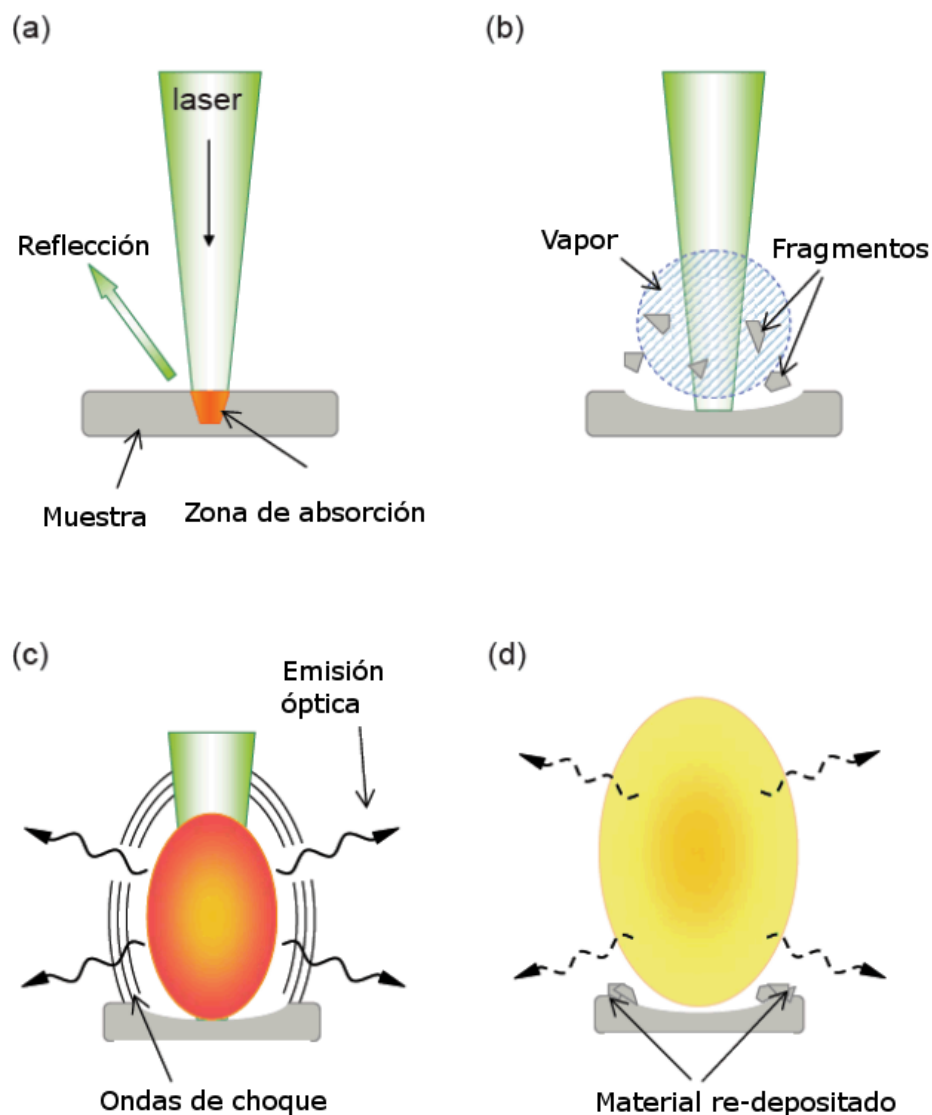 (a)
(b)
laser
Reflección
Vapor
Fragmentos
Muestra
Zona de absorción
(c)
(d)
Emisión
óptica
Ondas de choque
Material re-depositado